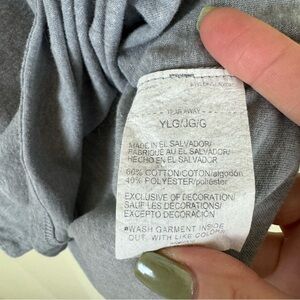 - TEAR AWAY -
YLG/JG/G
MADE IN EL SALVADOR/
FABRIQUÉ AU EL SALVADOR/
HECHO EN EL SALVADOR
60% COTTON/COTON/algodón
40% POLYESTER/poliéster
EXCLUSIVE OF DECORATION/
SAUF LES DÉCORATIONS/
EXCEPTO DECORACIÓN
#WASH GARMENT INSIDE
OUT, WITH LIKE COLORS